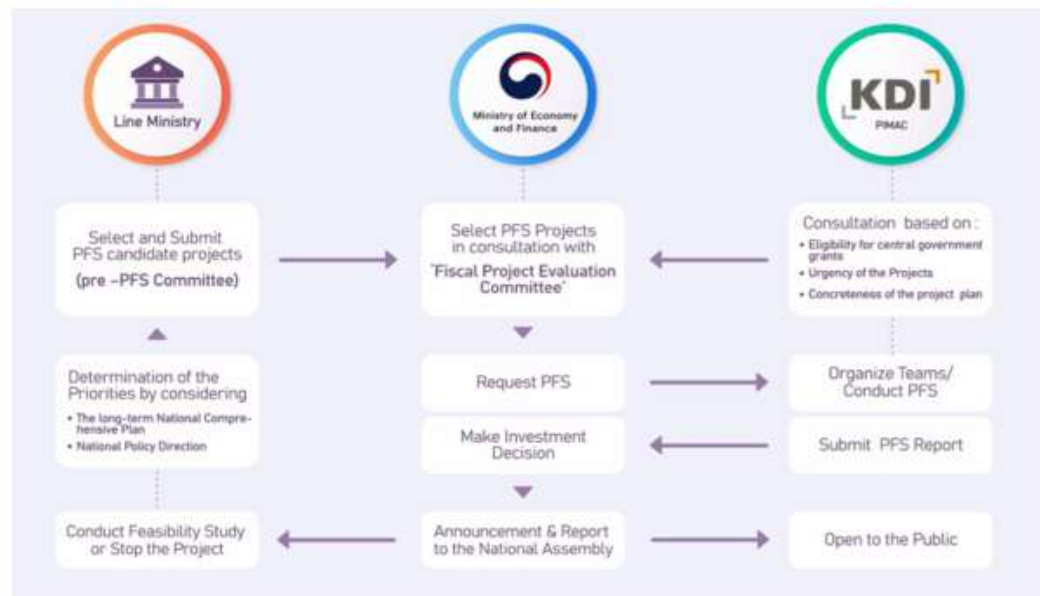 Line Ministry
Ministry of Economy
and Finance
KDI
PIMAC
Select and Submit
PFS candidate projects
(pre -PFS Committee)
Select PFS Projects
in consultation with
"Fiscal Project Evaluation
Committee"
Consultation based on :
• Eligibility for central government
grants
• Urgency of the Projects
• Concreteness of the project plan
Determination of the
Priorities by considering
• The long-term National Compre-
hensive Plan
• National Policy Direction
Request PFS
Organize Teams/
Conduct PFS
Make Investment
Decision
Submit PFS Report
Conduct Feasibility Study
or Stop the Project
Announcement & Report
to the National Assembly
Open to the Public